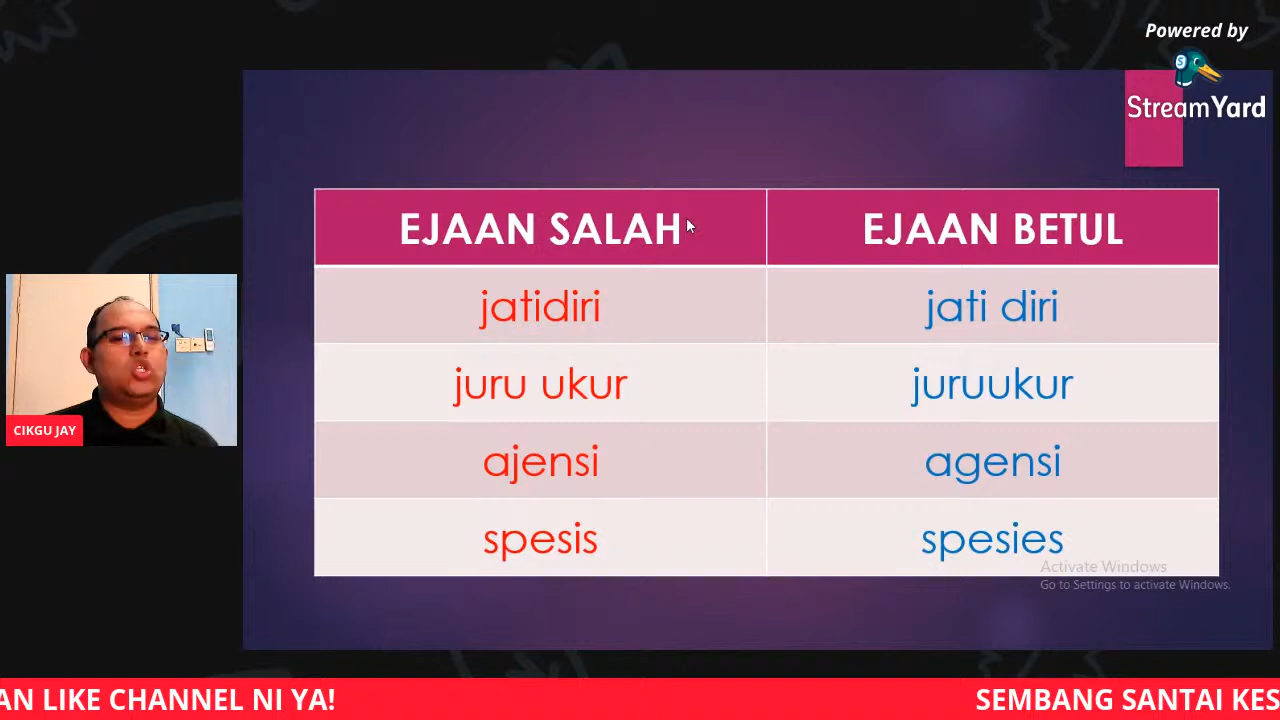 Powered by
StreamYard
EJAAN SALAH EJAAN BETUL
jatidiri jati diri
juru ukur juruukur
ajensi agensi
spesis spesies
CIKGU JAY
Activate Windows
Go to Settings to activate Windows.
AN LIKE CHANNEL NI YA! SEMBANG SANTAI KES